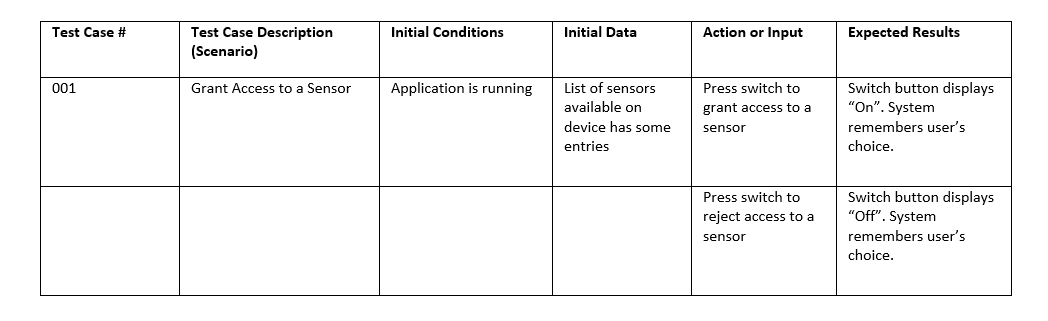 Test Case #
Test Case Description
(Scenario)
Initial Conditions
Initial Data
Action or Input
Expected Results
001
Grant Access to a Sensor
Application is running
List of sensors
available on
device has some
entries
Press switch to
grant access to a
sensor
Switch button displays
“On”. System
remembers user’s
choice.
Press switch to
reject access to a
sensor
Switch button displays
“Off”. System
remembers user’s
choice.